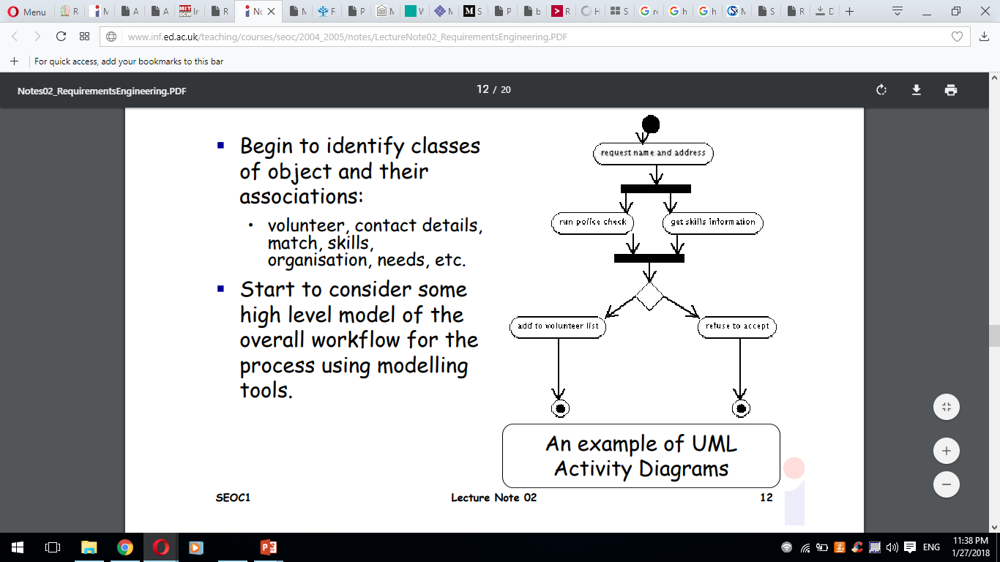 Menu
R
M
A
A
MIT OCW
Ir
R
Nc
M
F
P
M
W
M
M
S
P
b
R
H
S
G
re
G
h
G
h
M
S
R
D
www.inf.ed.ac.uk/teaching/courses/seoc/2004_2005/notes/LectureNote02_RequirementsEngineering.PDF
For quick access, add your bookmarks to this bar
Notes02_RequirementsEngineering.PDF
12 / 20
Begin to identify classes
of object and their
associations:
volunteer, contact details,
match, skills,
organisation, needs, etc.
Start to consider some
high level model of the
overall workflow for the
process using modelling
tools.
request name and address
run police check
get skills information
add to volunteer list
refuse to accept
An example of UML
Activity Diagrams
SEOC1
Lecture Note 02
12
ENG
11:38 PM
1/27/2018